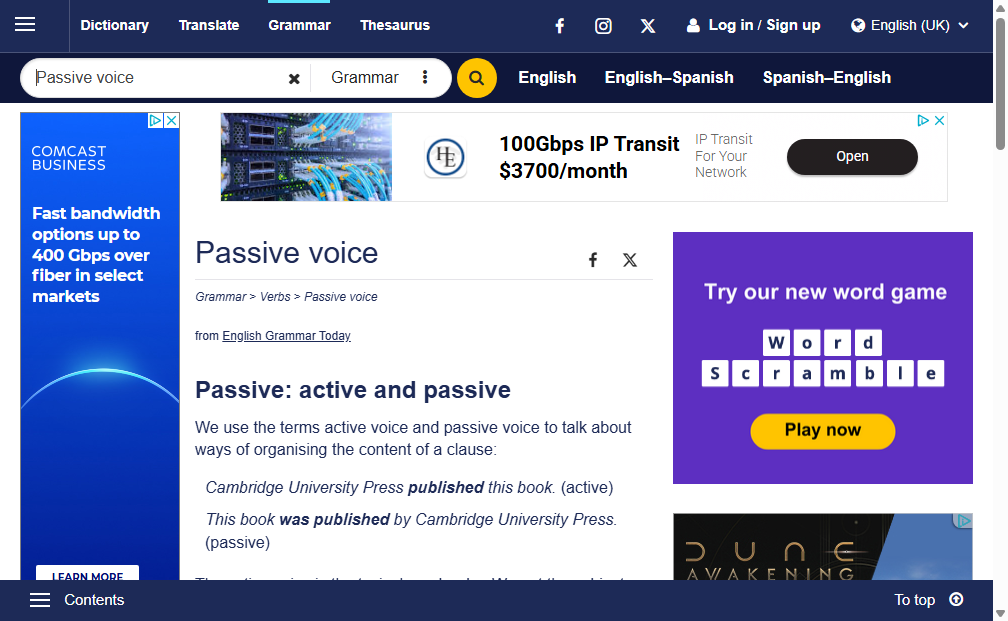 Dictionary Translate Grammar Thesaurus Log in / Sign up English (UK)
Passive voice Grammar English English–Spanish Spanish–English
COMCAST
BUSINESS
Fast bandwidth
options up to
400 Gbps over
fiber in select
markets
LEARN MORE
HE
100Gbps IP Transit
$3700/month
IP Transit
For Your
Network
Open
Passive voice
Grammar > Verbs > Passive voice
from English Grammar Today
Passive: active and passive
We use the terms active voice and passive voice to talk about
ways of organising the content of a clause:
Cambridge University Press published this book. (active)
This book was published by Cambridge University Press.
(passive)
Try our new word game
Word
Scramble
Play now
DUNE
AWAKENING
Contents To top